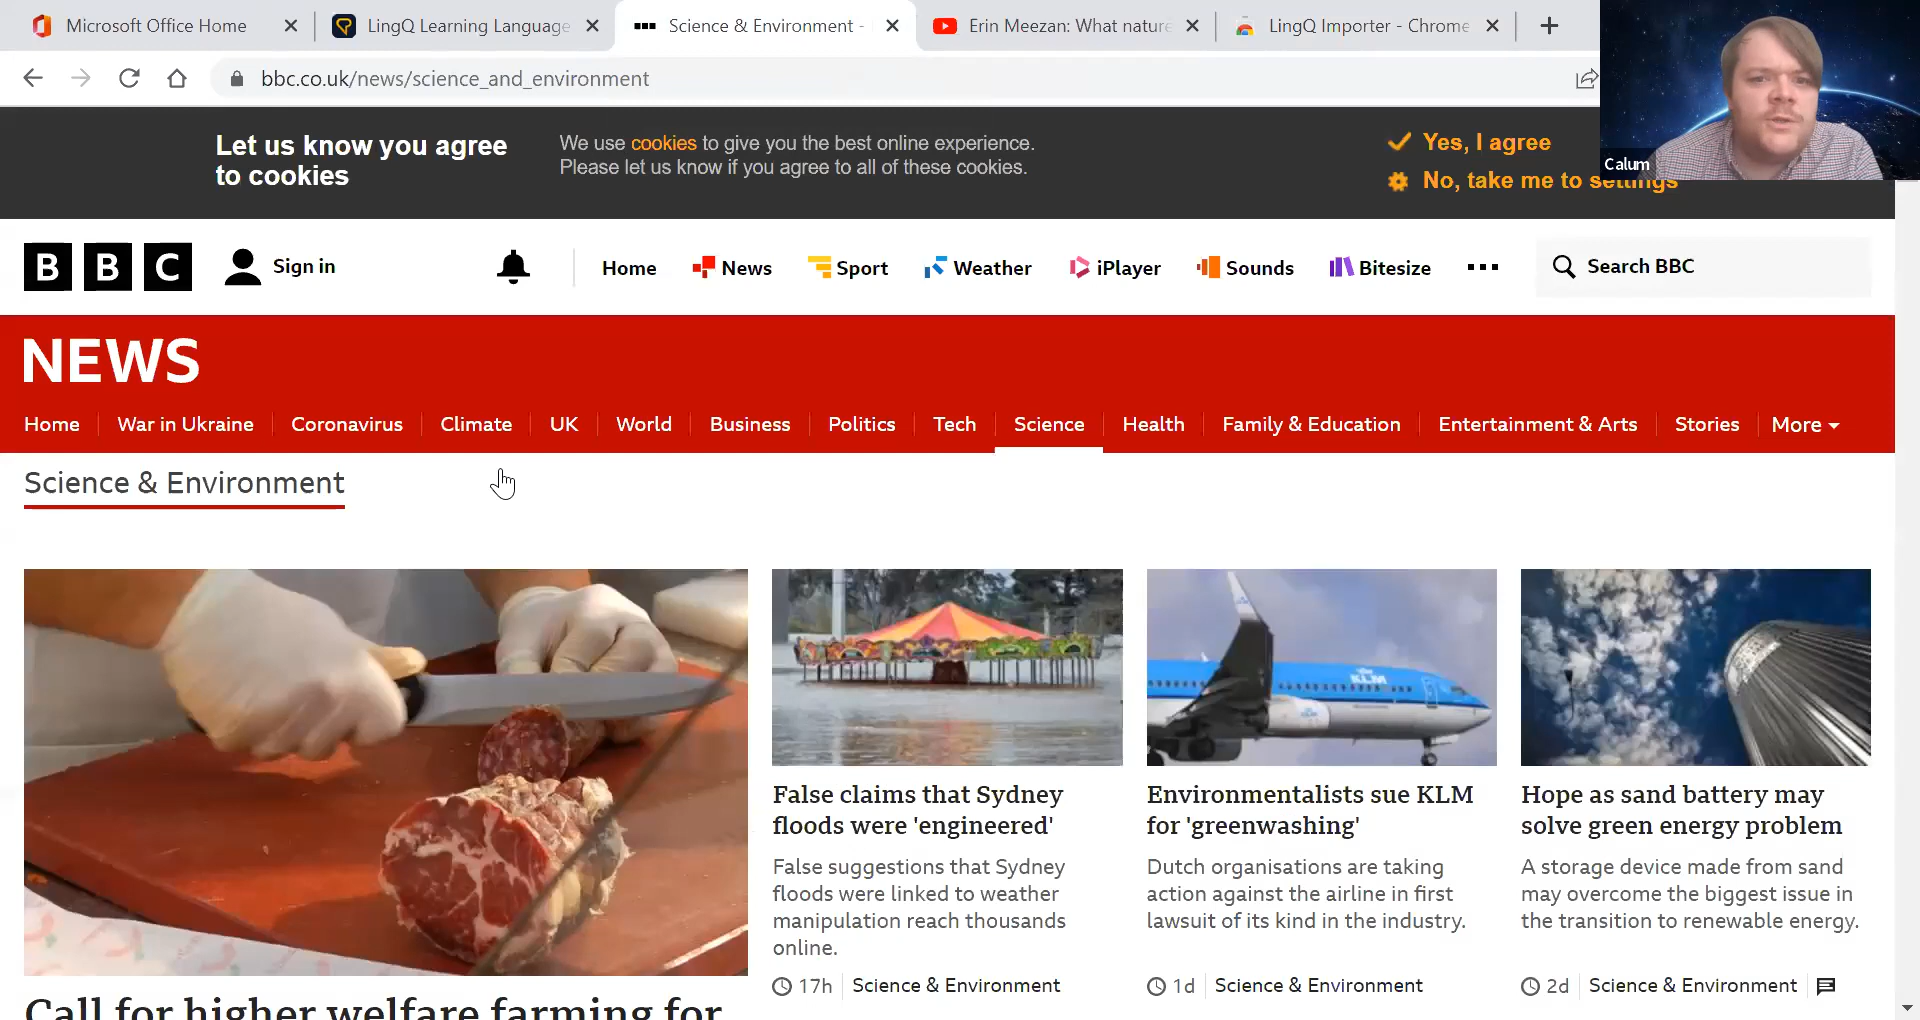 Microsoft Office Home
LingQ Learning Language
Science & Environment -
Erin Meezan: What nature
LingQ Importer - Chrome
bbc.co.uk/news/science_and_environment
Let us know you agree
to cookies
We use cookies to give you the best online experience.
Please let us know if you agree to all of these cookies.
Yes, I agree
No, take me to settings
Calum
BBC
Sign in
Home
News
Sport
Weather
iPlayer
Sounds
Bitesize
Search BBC
NEWS
Home
War in Ukraine
Coronavirus
Climate
UK
World
Business
Politics
Tech
Science
Health
Family & Education
Entertainment & Arts
Stories
More
Science & Environment
KLM
Call for higher welfare farming for
False claims that Sydney
floods were 'engineered'
False suggestions that Sydney
floods were linked to weather
manipulation reach thousands
online.
17h
Science & Environment
Environmentalists sue KLM
for 'greenwashing'
Dutch organisations are taking
action against the airline in first
lawsuit of its kind in the industry.
1d
Science & Environment
Hope as sand battery may
solve green energy problem
A storage device made from sand
may overcome the biggest issue in
the transition to renewable energy.
2d
Science & Environment